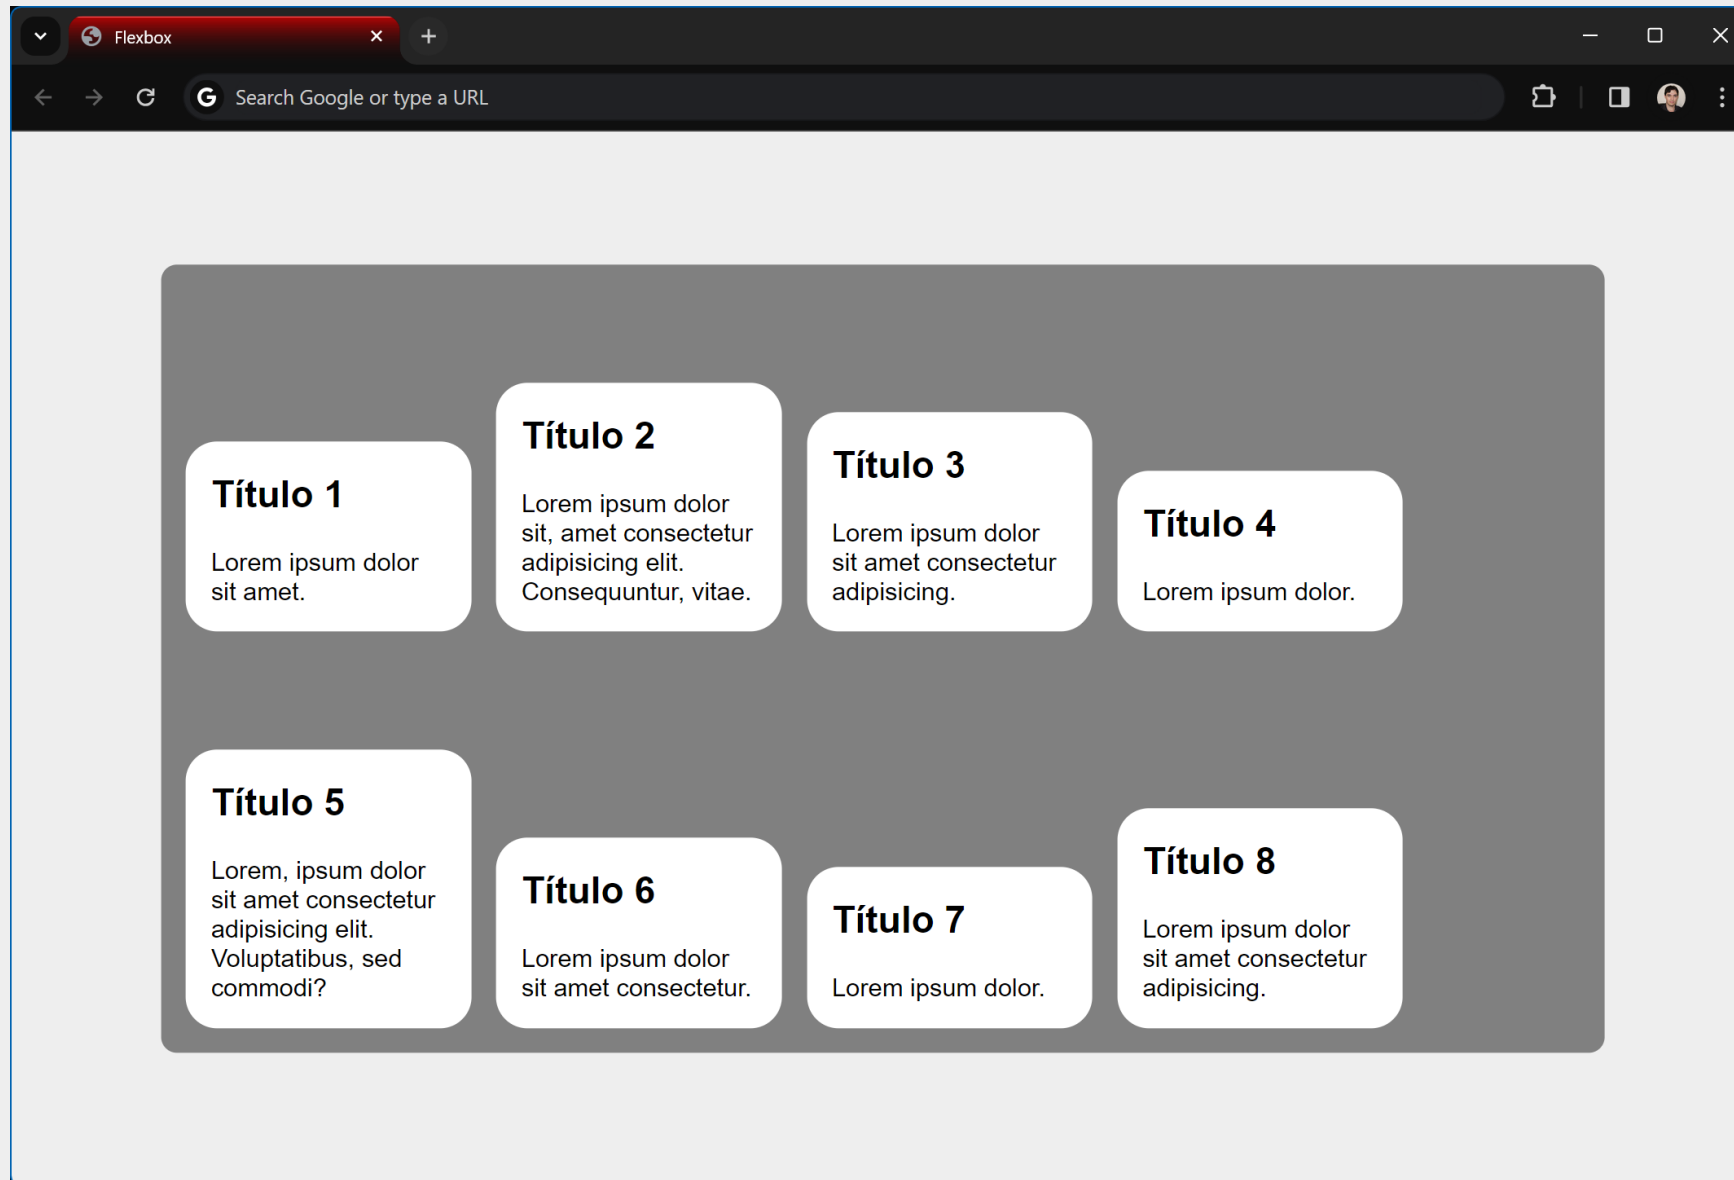 Flexbox
Search Google or type a URL
Título 1
Lorem ipsum dolor
sit amet.
Título 2
Lorem ipsum dolor
sit, amet consectetur
adipisicing elit.
Consequuntur, vitae.
Título 3
Lorem ipsum dolor
sit amet consectetur
adipisicing.
Título 4
Lorem ipsum dolor.
Título 5
Lorem, ipsum dolor
sit amet consectetur
adipisicing elit.
Voluptatibus, sed
commodi?
Título 6
Lorem ipsum dolor
sit amet consectetur.
Título 7
Lorem ipsum dolor.
Título 8
Lorem ipsum dolor
sit amet consectetur
adipisicing.